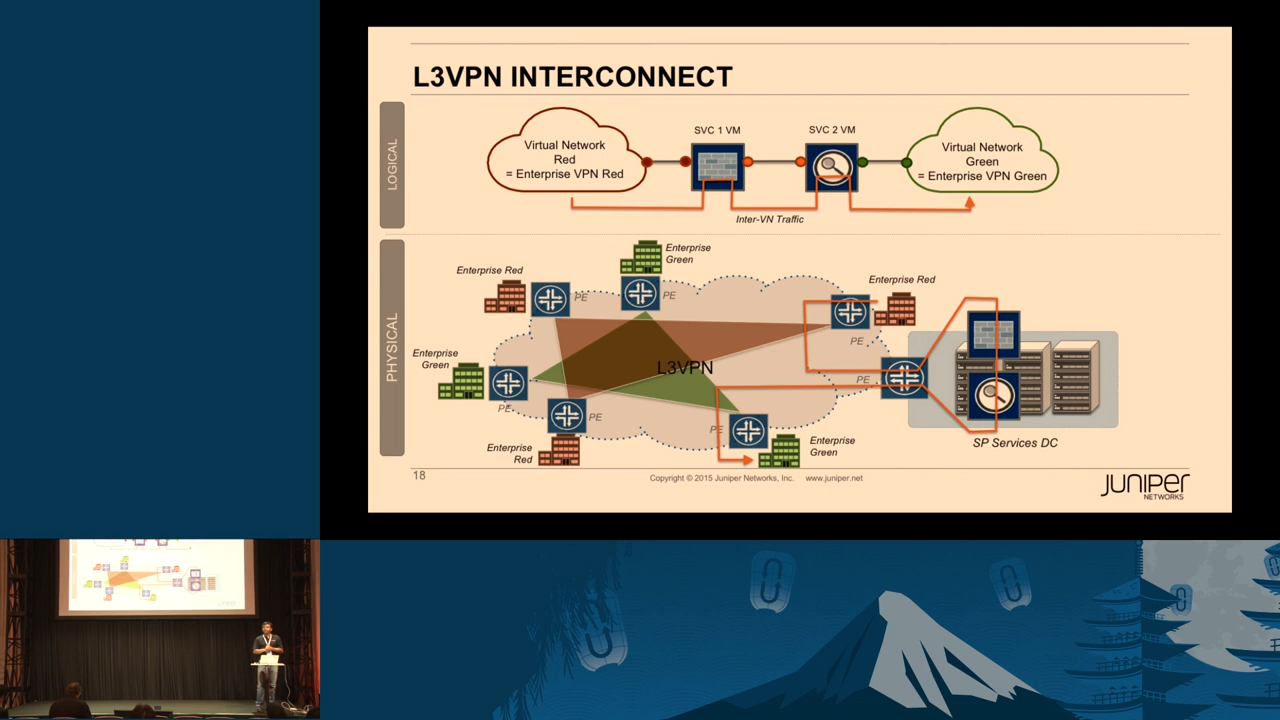 L3VPN INTERCONNECT
LOGICAL
Virtual Network
Red
= Enterprise VPN Red
SVC 1 VM
SVC 2 VM
Virtual Network
Green
= Enterprise VPN Green
Inter-VN Traffic
PHYSICAL
Enterprise Red
PE
Enterprise
Green
PE
Enterprise Red
PE
Enterprise
Green
PE
L3VPN
PE
Enterprise
Red
PE
PE
Enterprise
Green
SP Services DC
18
Copyright © 2015 Juniper Networks, Inc. www.juniper.net
JUNIPER
NETWORKS